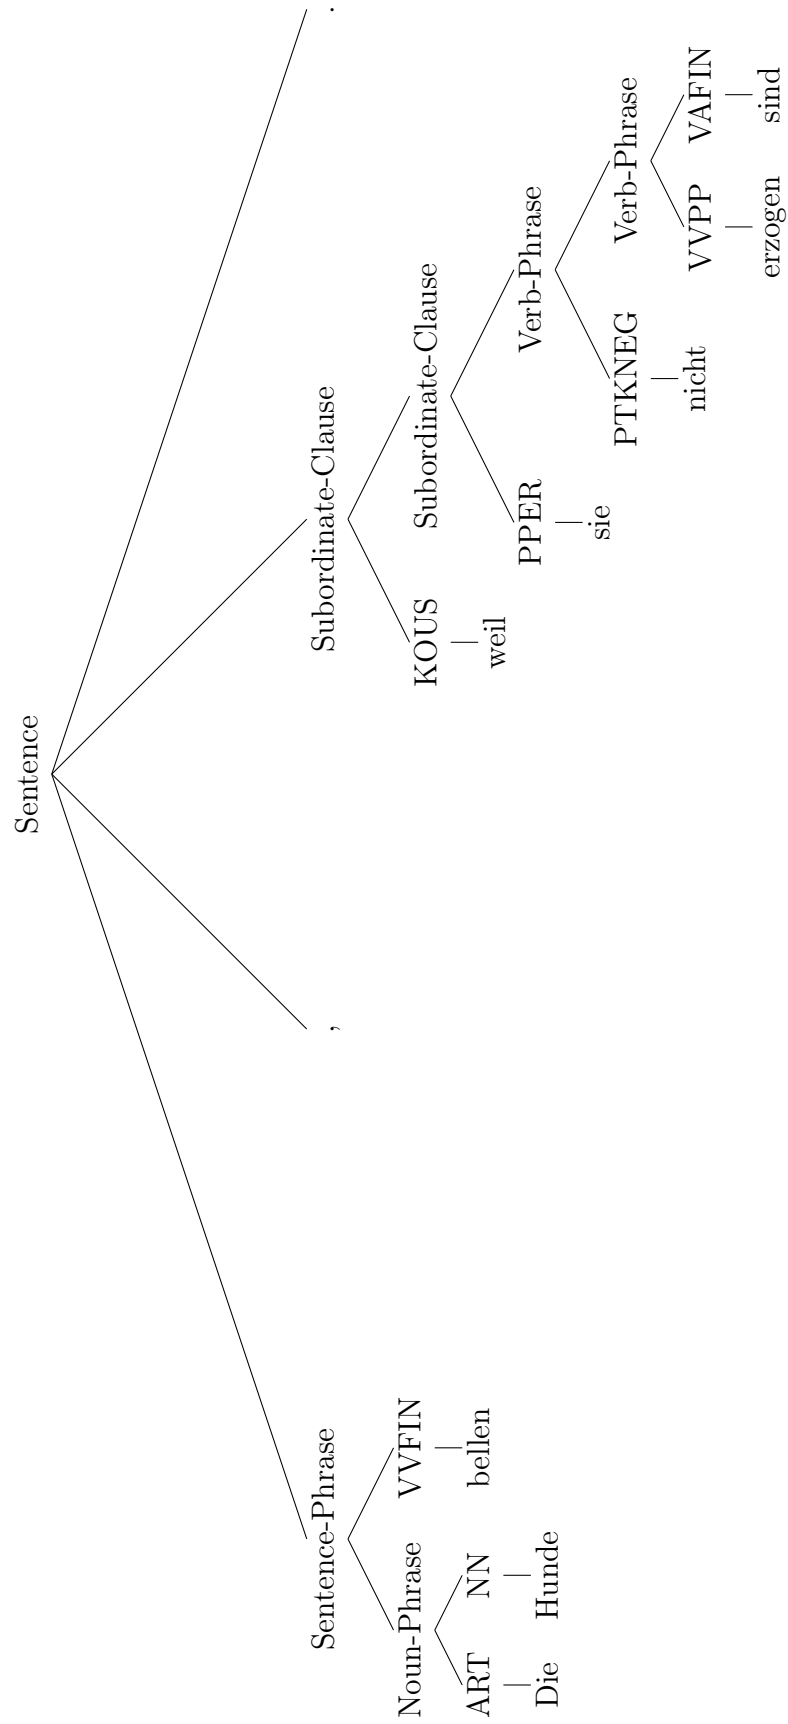 Sentence
Sentence-Phrase , Subordinate-Clause .
Noun-Phrase VVFIN KOUS Subordinate-Clause
ART NN bellen weil PPER Verb-Phrase
Die Hunde sie PTKNEG Verb-Phrase
nicht VVPP VAFIN
erzogen sind